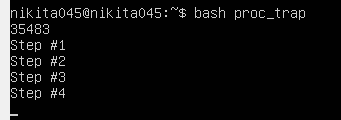 nikita045@nikita045:~$ bash proc_trap
35483
Step #1
Step #2
Step #3
Step #4